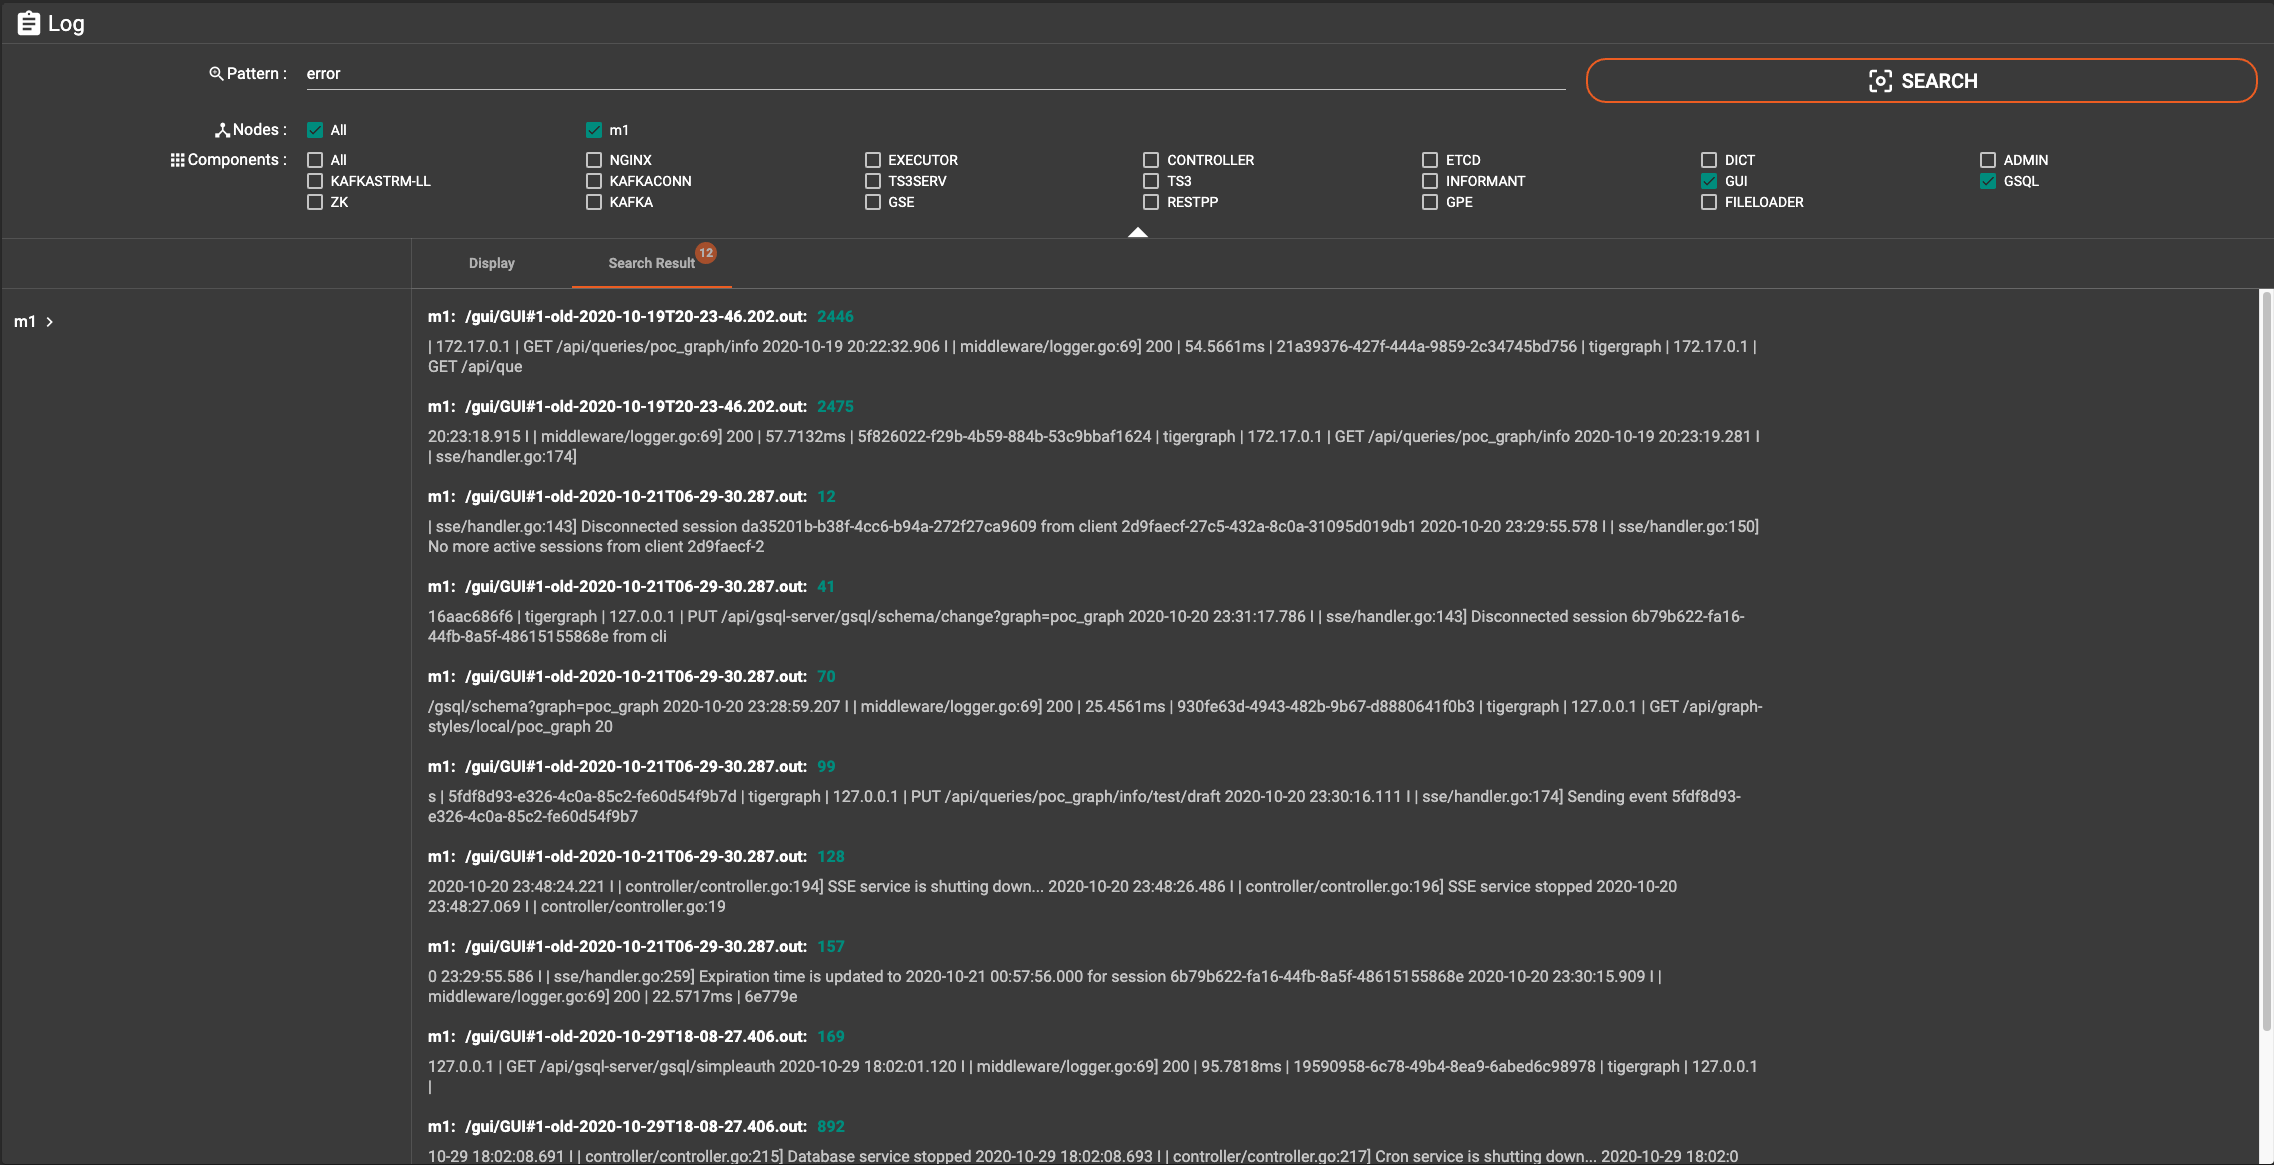 Log
Pattern : error
SEARCH
Nodes : All m1
Components : All NGINX EXECUTOR CONTROLLER ETCD DICT ADMIN
KAFKASTRM-LL KAFKACONN TS3SERV TS3 INFORMANT GUI GSQL
ZK KAFKA GSE RESTPP GPE FILELOADER
Display Search Result 12
m1
m1: /gui/GUI#1-old-2020-10-19T20-23-46.202.out: 2446
| 172.17.0.1 | GET /api/queries/poc_graph/info 2020-10-19 20:22:32.906 I | middleware/logger.go:69] 200 | 54.5661ms | 21a39376-427f-444a-9859-2c34745bd756 | tigergraph | 172.17.0.1 |
GET /api/que
m1: /gui/GUI#1-old-2020-10-19T20-23-46.202.out: 2475
20:23:18.915 I | middleware/logger.go:69] 200 | 57.7132ms | 5f826022-f29b-4b59-884b-53c9bbaf1624 | tigergraph | 172.17.0.1 | GET /api/queries/poc_graph/info 2020-10-19 20:23:19.281 I
| sse/handler.go:174]
m1: /gui/GUI#1-old-2020-10-21T06-29-30.287.out: 12
| sse/handler.go:143] Disconnected session da35201b-b38f-4cc6-b94a-272f27ca9609 from client 2d9faecf-27c5-432a-8c0a-31095d019db1 2020-10-20 23:29:55.578 I | sse/handler.go:150]
No more active sessions from client 2d9faecf-2
m1: /gui/GUI#1-old-2020-10-21T06-29-30.287.out: 41
16aac686f6 | tigergraph | 127.0.0.1 | PUT /api/gsql-server/gsql/schema/change?graph=poc_graph 2020-10-20 23:31:17.786 I | sse/handler.go:143] Disconnected session 6b79b622-fa16-
44fb-8a5f-48615155868e from cli
m1: /gui/GUI#1-old-2020-10-21T06-29-30.287.out: 70
/gsql/schema?graph=poc_graph 2020-10-20 23:28:59.207 I | middleware/logger.go:69] 200 | 25.4561ms | 930fe63d-4943-482b-9b67-d8880641f0b3 | tigergraph | 127.0.0.1 | GET /api/graph-
styles/local/poc_graph 20
m1: /gui/GUI#1-old-2020-10-21T06-29-30.287.out: 99
s | 5fdf8d93-e326-4c0a-85c2-fe60d54f9b7d | tigergraph | 127.0.0.1 | PUT /api/queries/poc_graph/info/test/draft 2020-10-20 23:30:16.111 I | sse/handler.go:174] Sending event 5fdf8d93-
e326-4c0a-85c2-fe60d54f9b7
m1: /gui/GUI#1-old-2020-10-21T06-29-30.287.out: 128
2020-10-20 23:48:24.221 I | controller/controller.go:194] SSE service is shutting down... 2020-10-20 23:48:26.486 I | controller/controller.go:196] SSE service stopped 2020-10-20
23:48:27.069 I | controller/controller.go:19
m1: /gui/GUI#1-old-2020-10-21T06-29-30.287.out: 157
0 23:29:55.586 I | sse/handler.go:259] Expiration time is updated to 2020-10-21 00:57:56.000 for session 6b79b622-fa16-44fb-8a5f-48615155868e 2020-10-20 23:30:15.909 I |
middleware/logger.go:69] 200 | 22.5717ms | 6e779e
m1: /gui/GUI#1-old-2020-10-29T18-08-27.406.out: 169
127.0.0.1 | GET /api/gsql-server/gsql/simpleauth 2020-10-29 18:02:01.120 I | middleware/logger.go:69] 200 | 95.7818ms | 19590958-6c78-49b4-8ea9-6abed6c98978 | tigergraph | 127.0.0.1
|
m1: /gui/GUI#1-old-2020-10-29T18-08-27.406.out: 892
10-29 18:02:08.691 I | controller/controller.go:215] Database service stopped 2020-10-29 18:02:08.693 I | controller/controller.go:217] Cron service is shutting down... 2020-10-29 18:02:0